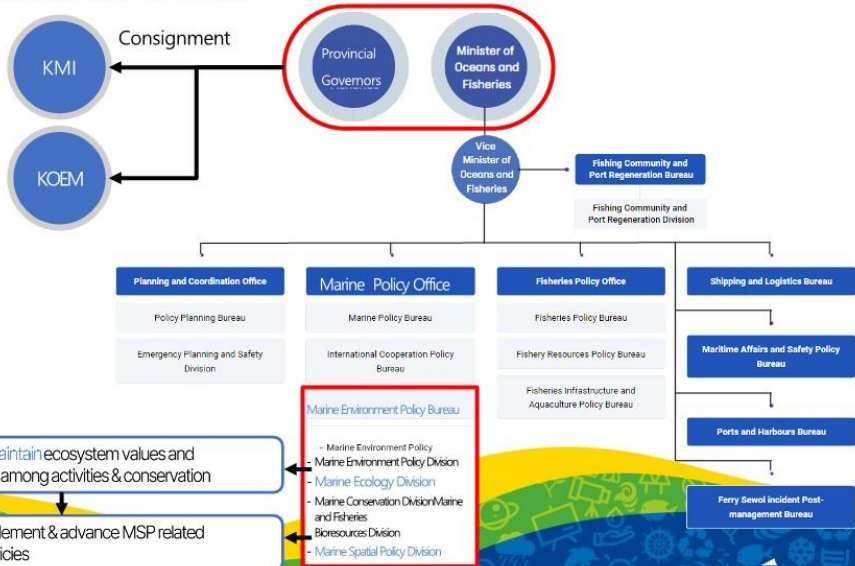 KMI
Consignment
KOEM
Provincial
Governors
Minister of
Oceans and
Fisheries
Vice
Minister of
Oceans and
Fisheries
Fishing Community and
Port Regeneration Bureau
Fishing Community and
Port Regeneration Division
Planning and Coordination Office
Policy Planning Bureau
Emergency Planning and Safety
Division
Marine Policy Office
Marine Policy Bureau
International Cooperation Policy
Bureau
Marine Environment Policy Bureau
- Marine Environment Policy
- Marine Environment Policy Division
- Marine Ecology Division
- Marine Conservation DivisionMarine
and Fisheries
Bioresources Division
- Marine Spatial Policy Division
Fisheries Policy Office
Fisheries Policy Bureau
Fishery Resources Policy Bureau
Fisheries Infrastructure and
Aquaculture Policy Bureau
Shipping and Logistics Bureau
Maritime Affairs and Safety Policy
Bureau
Ports and Harbours Bureau
Ferry Sewol incident Post-
management Bureau
aintain ecosystem values and
among activities & conservation
lement & advance MSP related
icies